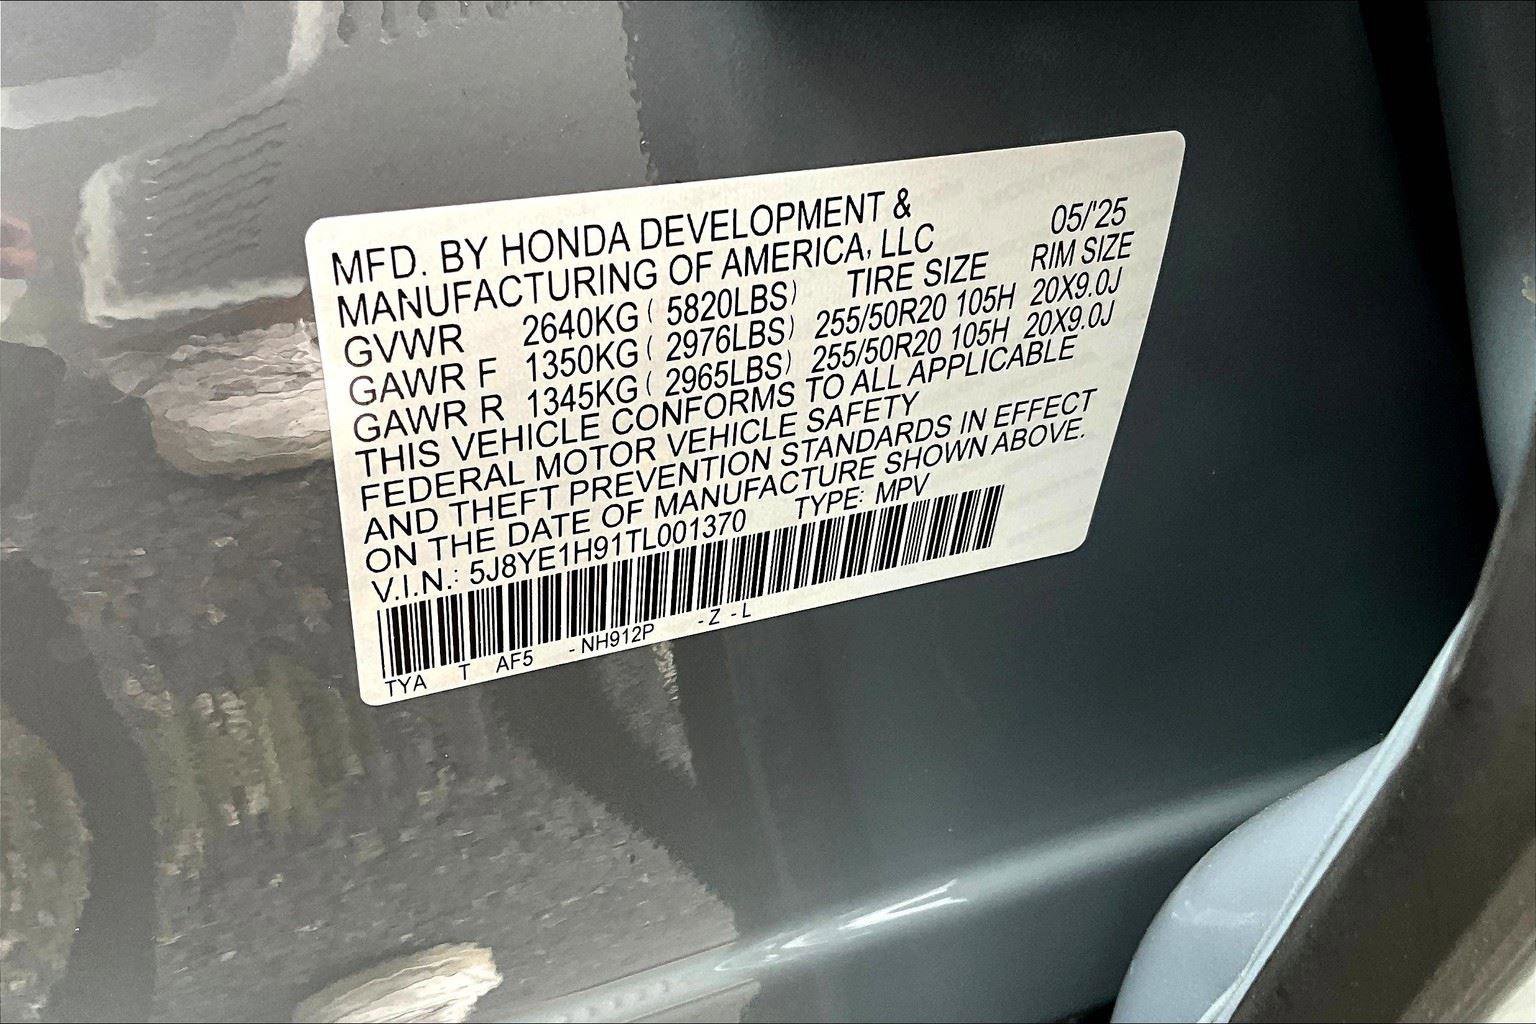 MFD. BY HONDA DEVELOPMENT &
MANUFACTURING OF AMERICA, LLC 05/'25
GVWR 2640KG ( 5820LBS) TIRE SIZE RIM SIZE
GAWR F 1350KG ( 2976LBS) 255/50R20 105H 20X9.0J
GAWR R 1345KG ( 2965LBS) 255/50R20 105H 20X9.0J
THIS VEHICLE CONFORMS TO ALL APPLICABLE
FEDERAL MOTOR VEHICLE SAFETY
AND THEFT PREVENTION STANDARDS IN EFFECT
ON THE DATE OF MANUFACTURE SHOWN ABOVE.
V.I.N.: 5J8YE1H91TL001370 TYPE: MPV
TYA T AF5 -NH912P -Z -L